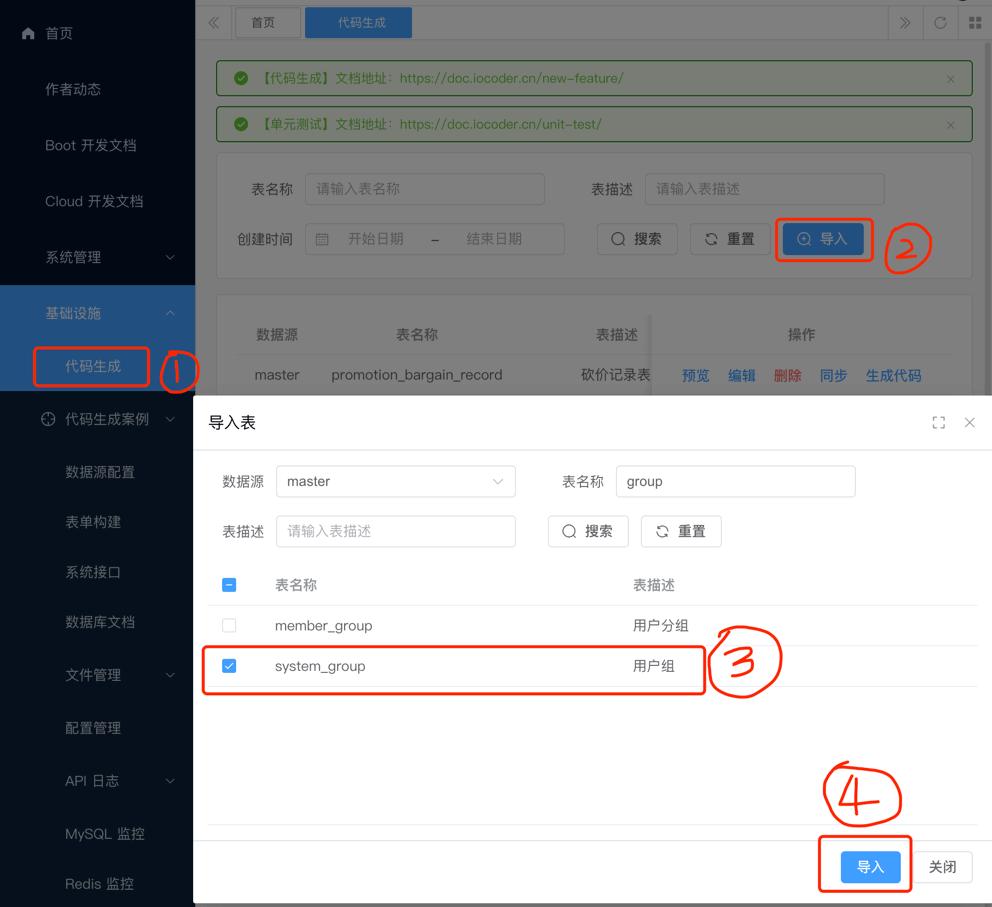 首页
作者动态
Boot 开发文档
Cloud 开发文档
系统管理
基础设施
代码生成
①
代码生成案例
数据源配置
表单构建
系统接口
数据库文档
文件管理
配置管理
API 日志
MySQL 监控
Redis 监控
首页 代码生成
【代码生成】文档地址：https://doc.iocoder.cn/new-feature/
【单元测试】文档地址：https://doc.iocoder.cn/unit-test/
表名称 请输入表名称 表描述 请输入表描述
创建时间 开始日期 – 结束日期 搜索 重置 导入 ②
数据源 表名称 表描述 操作
master promotion_bargain_record 砍价记录表 预览 编辑 删除 同步 生成代码
导入表
数据源 master 表名称 group
表描述 请输入表描述 搜索 重置
表名称 表描述
member_group 用户分组
system_group 用户组 ③
④
导入 关闭